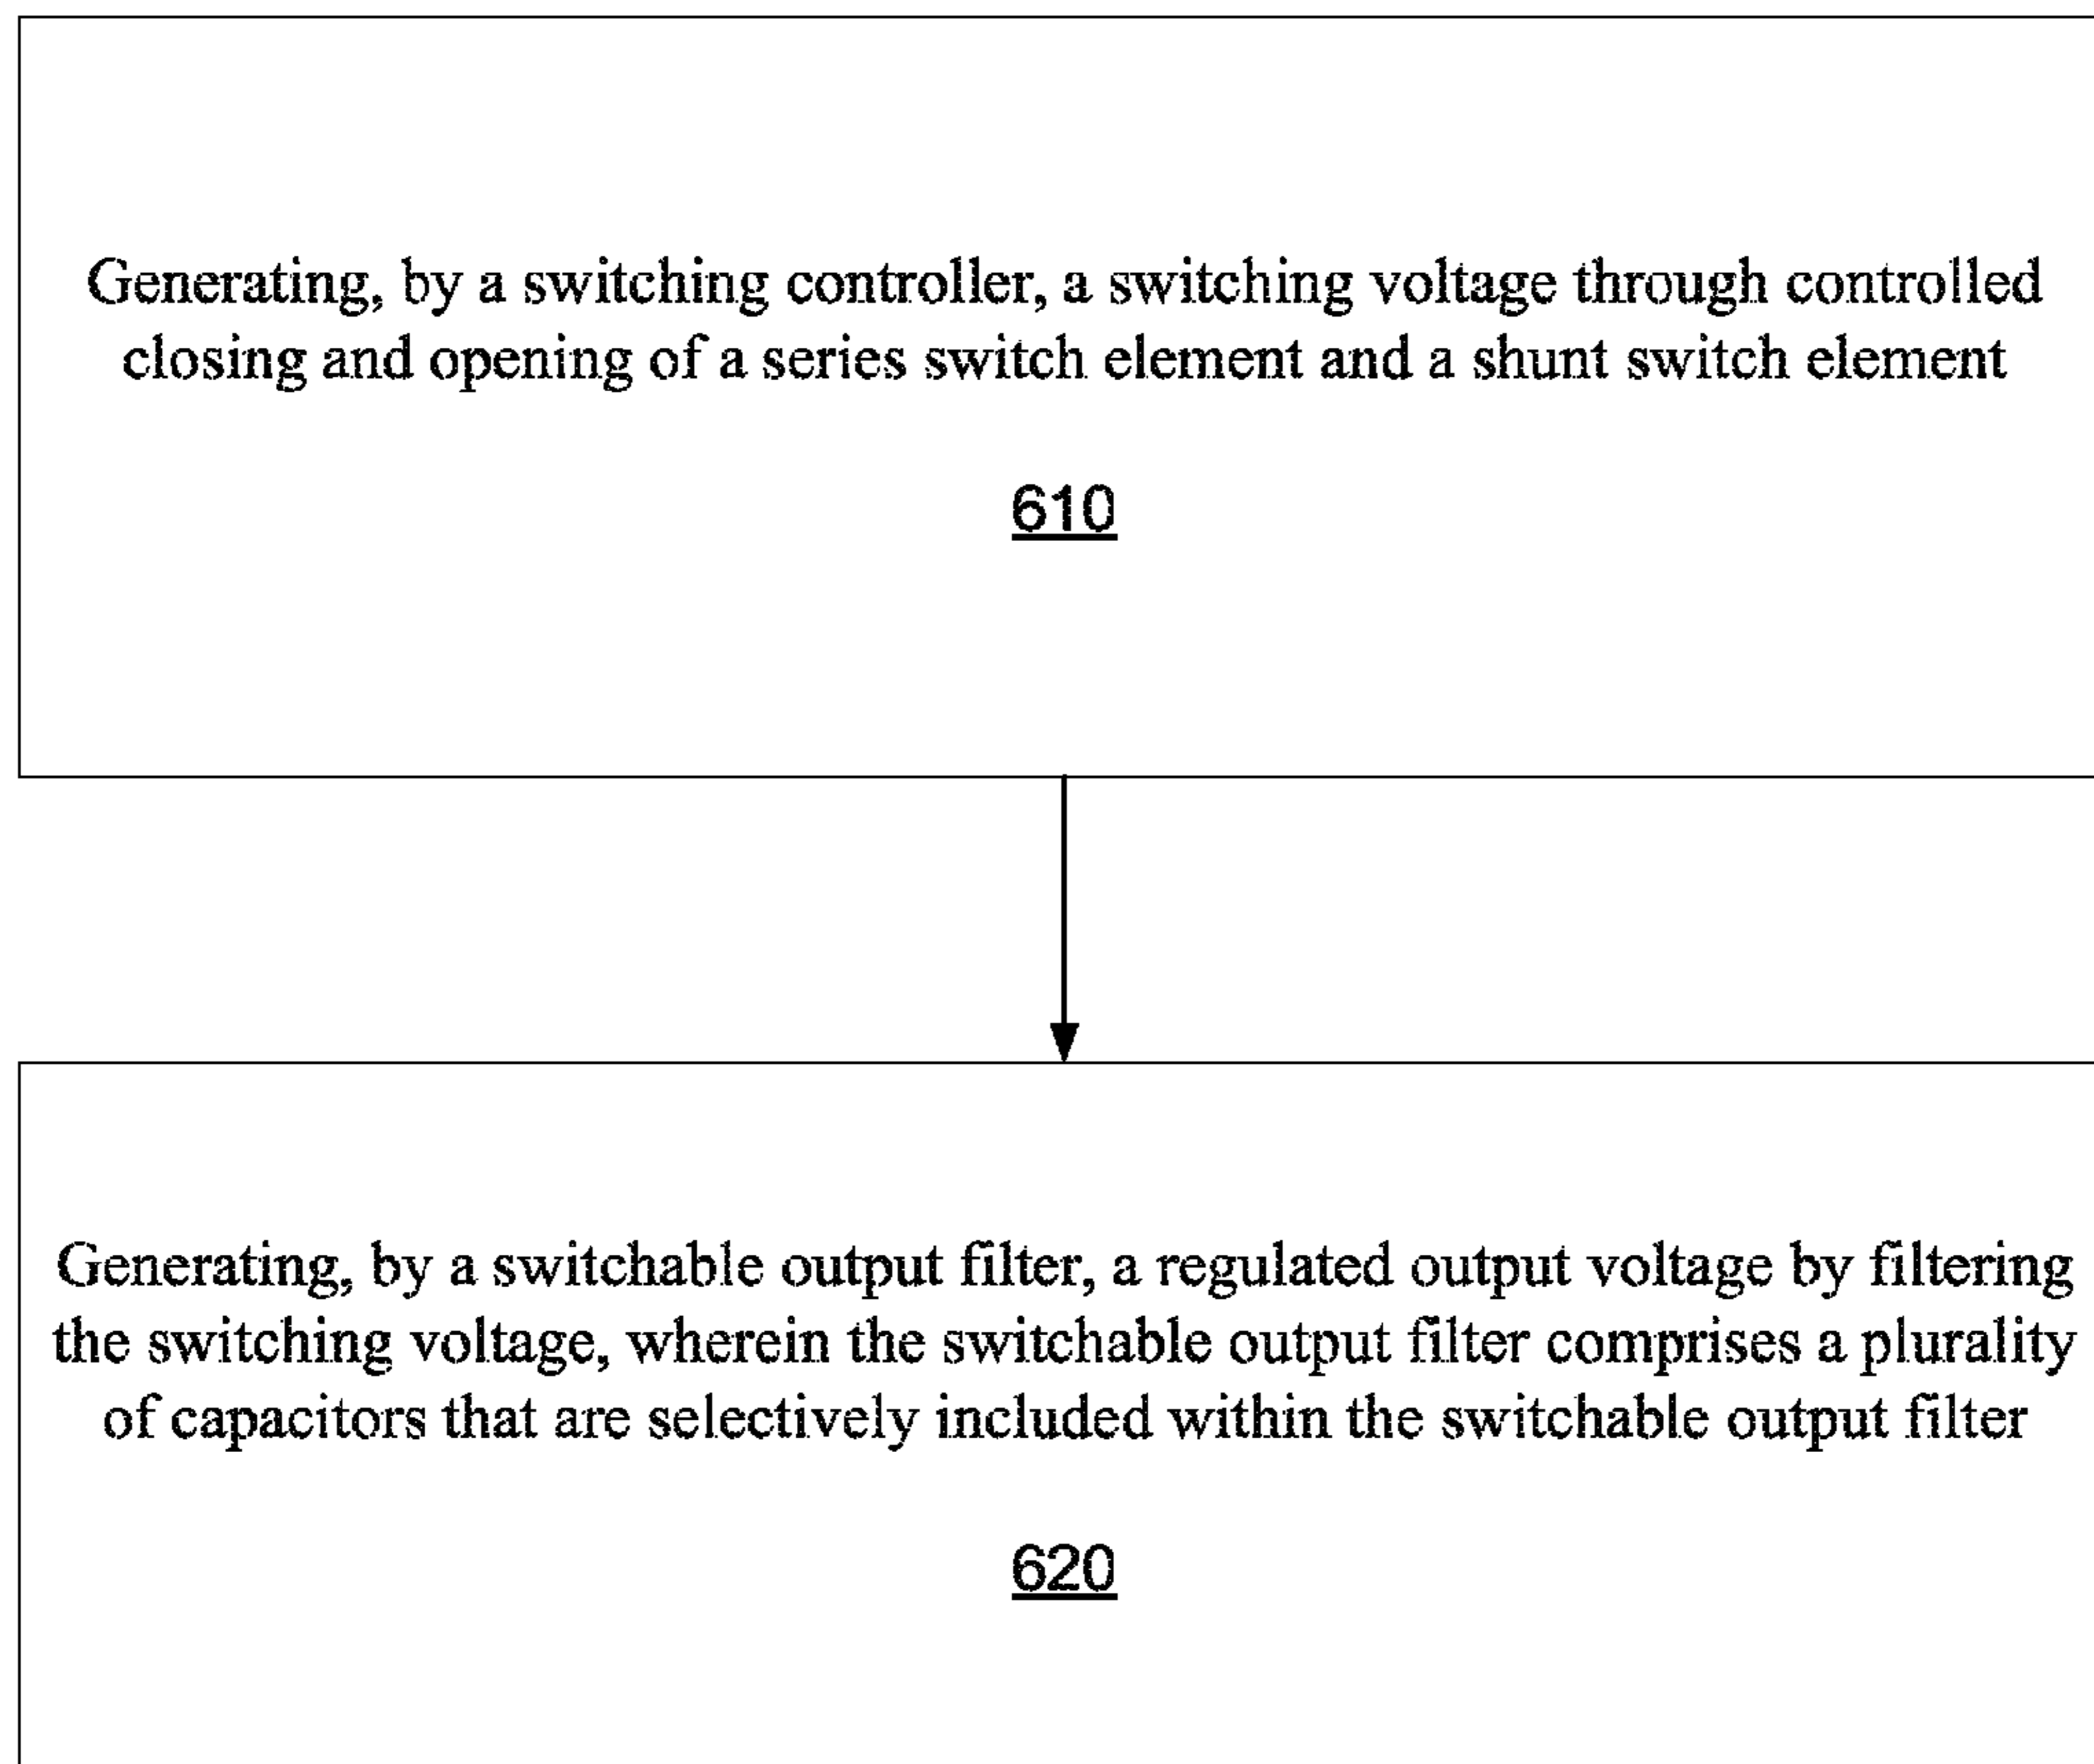 Generating, by a switching controller, a switching voltage through controlled
closing and opening of a series switch element and a shunt switch element
610
Generating, by a switchable output filter, a regulated output voltage by filtering
the switching voltage, wherein the switchable output filter comprises a plurality
of capacitors that are selectively included within the switchable output filter
620